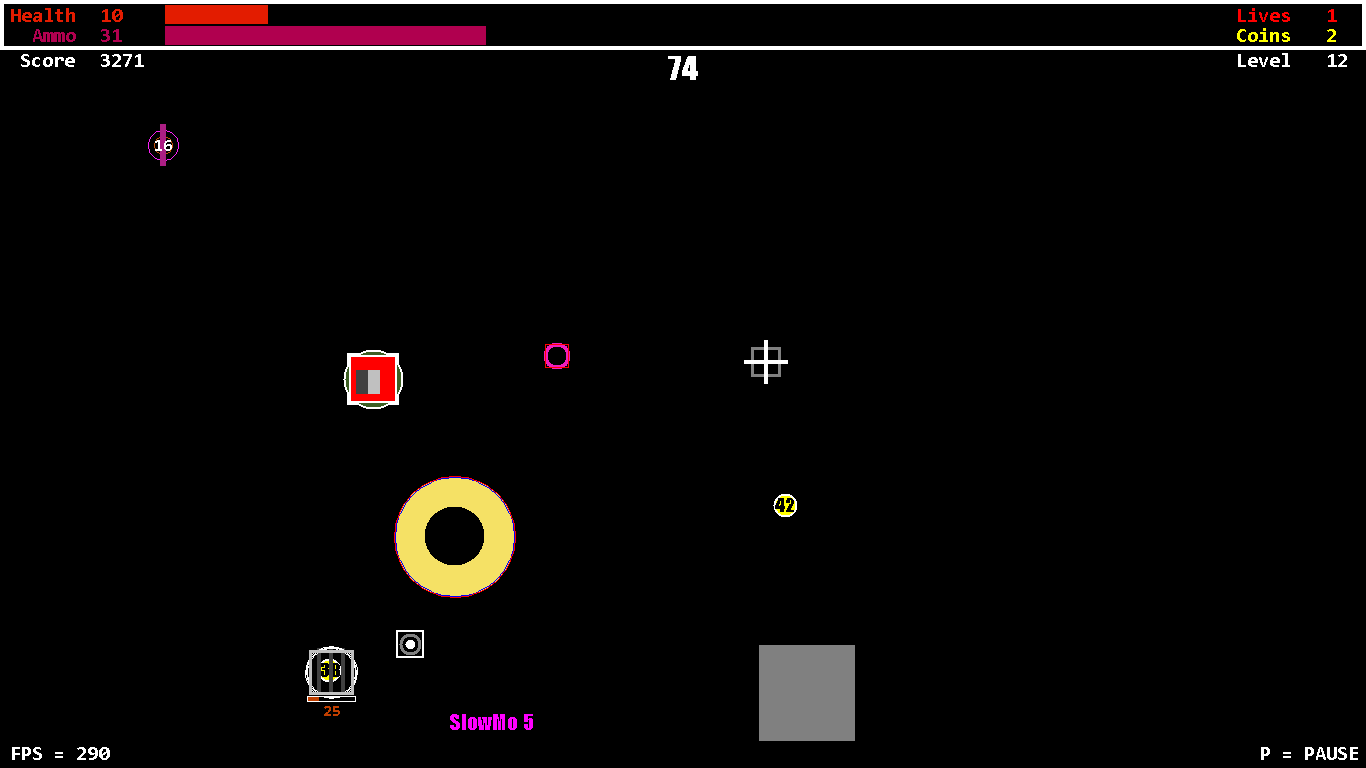 Health 10
Lives 1
Ammo 31
Coins 2
Score 3271
74
Level 12
16
42
38
25
SlowMo 5
FPS = 290
P = PAUSE